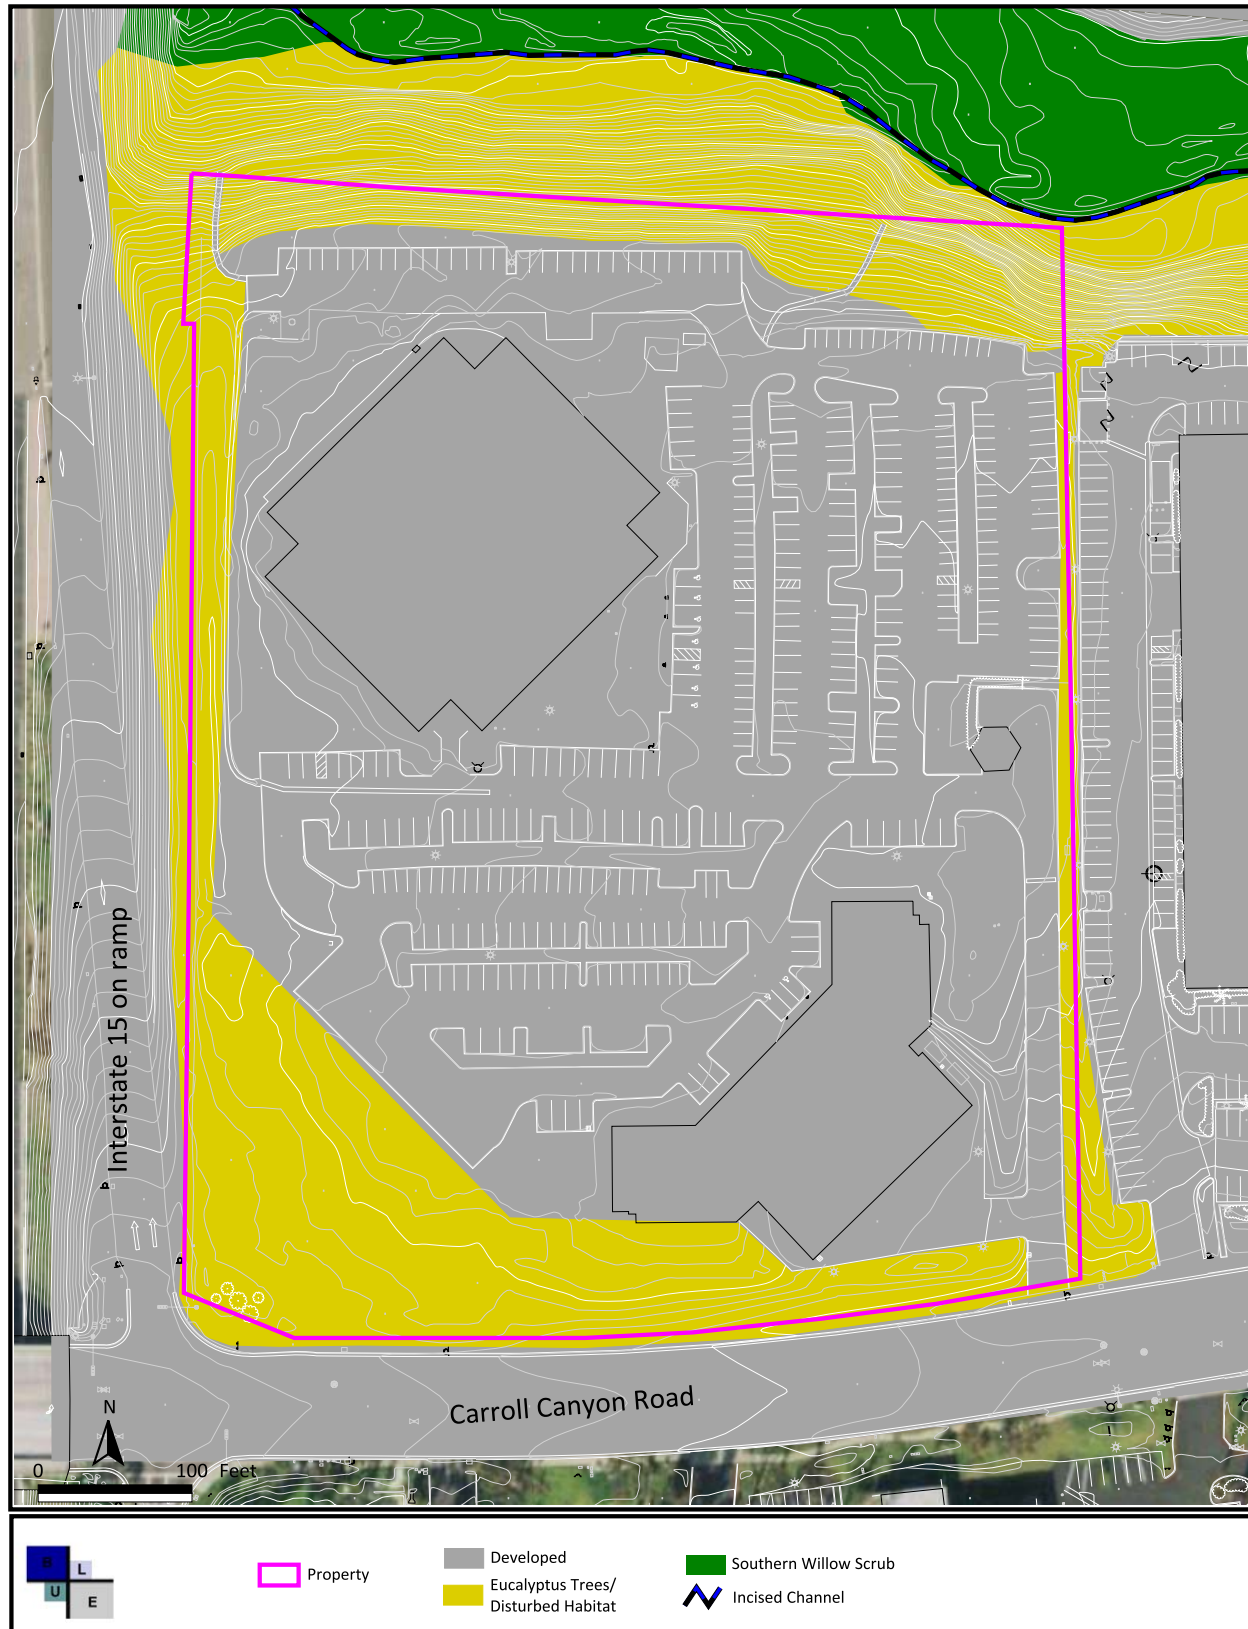 Interstate 15 on ramp
Carroll Canyon Road
N
0 100 Feet
B
L
U
E
Property
Developed
Eucalyptus Trees/
Disturbed Habitat
Southern Willow Scrub
Incised Channel